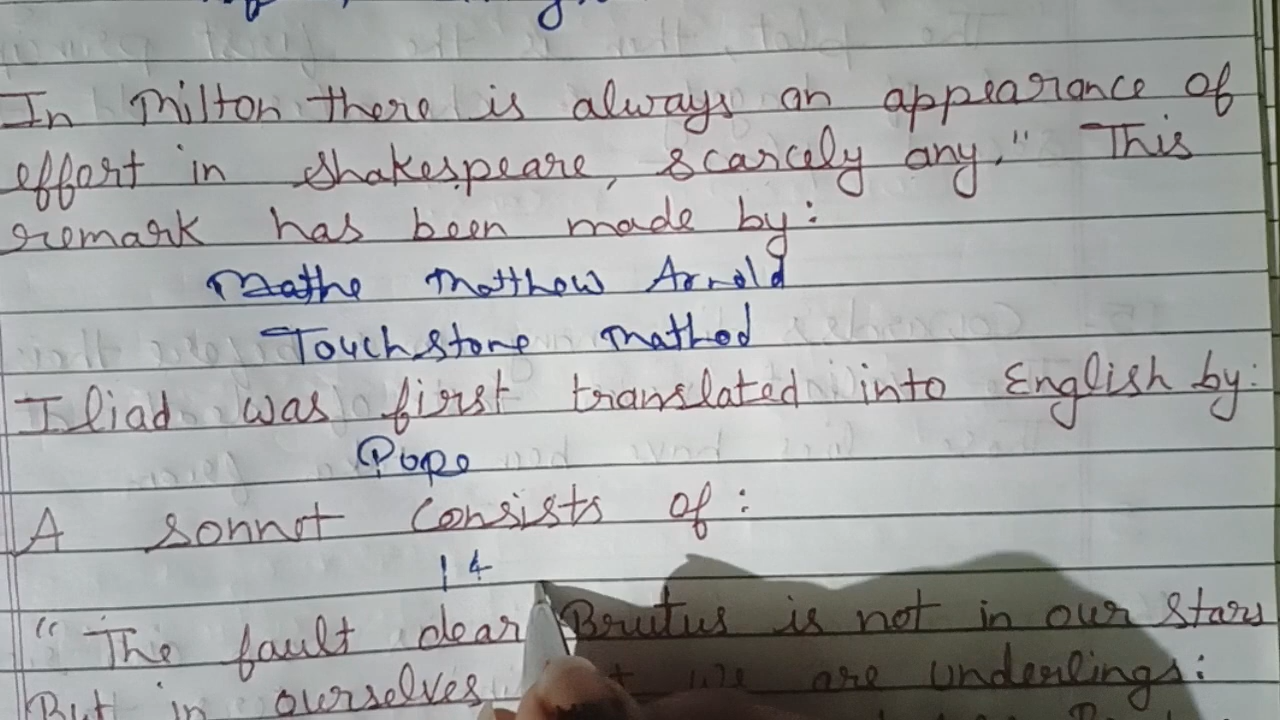 In Milton there is always an appearance of
effort in Shakespeare, scarcely any." This
remark has been made by:
Mathe Matthow Arnold
Touchstone Mathod
Iliad was first translated into English by:
Pope
A sonnet consists of:
14
"The fault dear Brutus is not in our stars
But in ourselves we are underlings: